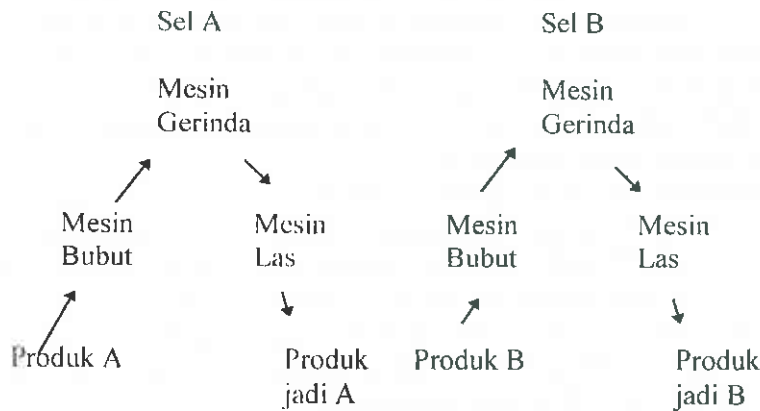 Sel A
Sel B
Mesin
Gerinda
Mesin
Gerinda
Mesin
Bubut
Mesin
Las
Mesin
Bubut
Mesin
Las
Produk A
Produk
jadi A
Produk B
Produk
jadi B